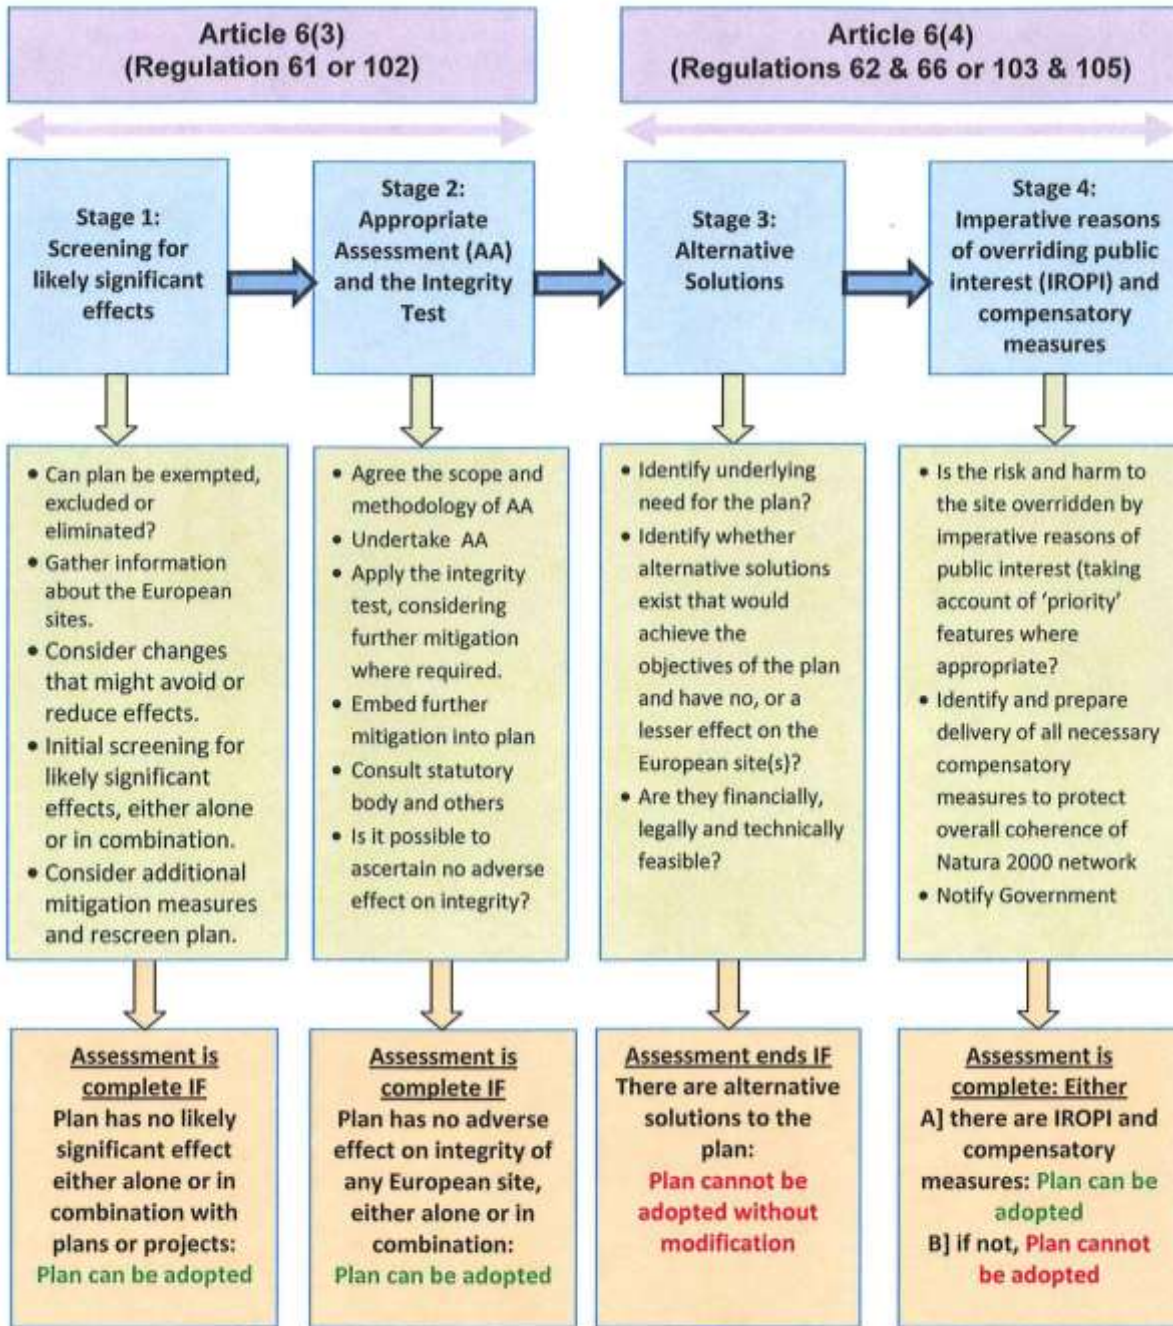 Article 6(3)
(Regulation 61 or 102)
Article 6(4)
(Regulations 62 & 66 or 103 & 105)
Stage 1:
Screening for
likely significant
effects
Stage 2:
Appropriate
Assessment (AA)
and the Integrity
Test
Stage 3:
Alternative
Solutions
Stage 4:
Imperative reasons
of overriding public
interest (IROPI) and
compensatory
measures
• Can plan be exempted,
excluded or
eliminated?
• Gather information
about the European
sites.
• Consider changes
that might avoid or
reduce effects.
• Initial screening for
likely significant
effects, either alone
or in combination.
• Consider additional
mitigation measures
and rescreen plan.
• Agree the scope and
methodology of AA
• Undertake AA
• Apply the integrity
test, considering
further mitigation
where required.
• Embed further
mitigation into plan
• Consult statutory
body and others
• Is it possible to
ascertain no adverse
effect on integrity?
• Identify underlying
need for the plan?
• Identify whether
alternative solutions
exist that would
achieve the
objectives of the plan
and have no, or a
lesser effect on the
European site(s)?
• Are they financially,
legally and technically
feasible?
• Is the risk and harm to
the site overridden by
imperative reasons of
public interest (taking
account of ‘priority’
features where
appropriate?
• Identify and prepare
delivery of all necessary
compensatory
measures to protect
overall coherence of
Natura 2000 network
• Notify Government
Assessment is
complete IF
Plan has no likely
significant effect
either alone or in
combination with
plans or projects:
Plan can be adopted
Assessment is
complete IF
Plan has no adverse
effect on integrity of
any European site,
either alone or in
combination:
Plan can be adopted
Assessment ends IF
There are alternative
solutions to the
plan:
Plan cannot be
adopted without
modification
Assessment is
complete: Either
A] there are IROPI and
compensatory
measures: Plan can be
adopted
B] if not, Plan cannot
be adopted